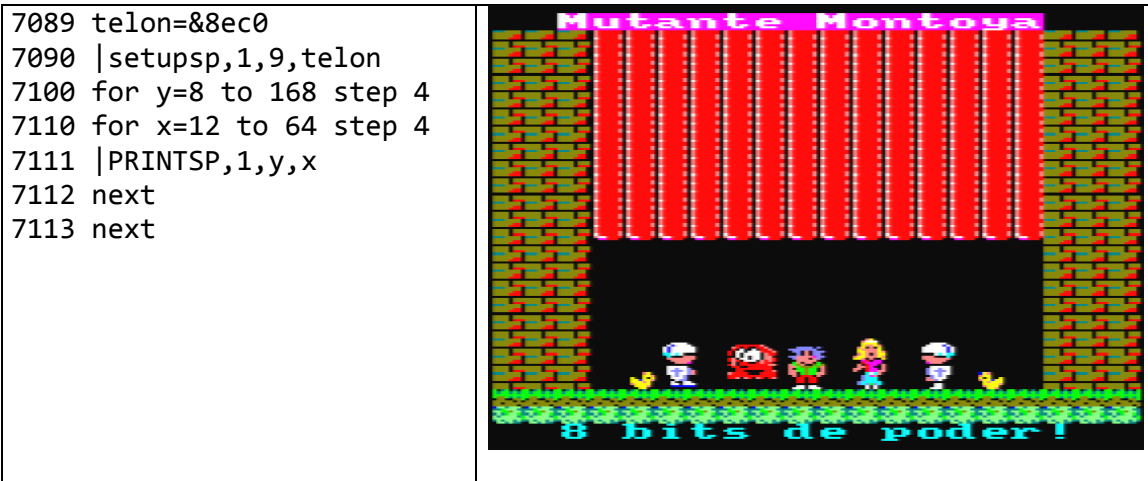 7089 telon=&8ec0
7090 |setupsp,1,9,telon
7100 for y=8 to 168 step 4
7110 for x=12 to 64 step 4
7111 |PRINTSP,1,y,x
7112 next
7113 next
Mutante Montoya
8 bits de poder!